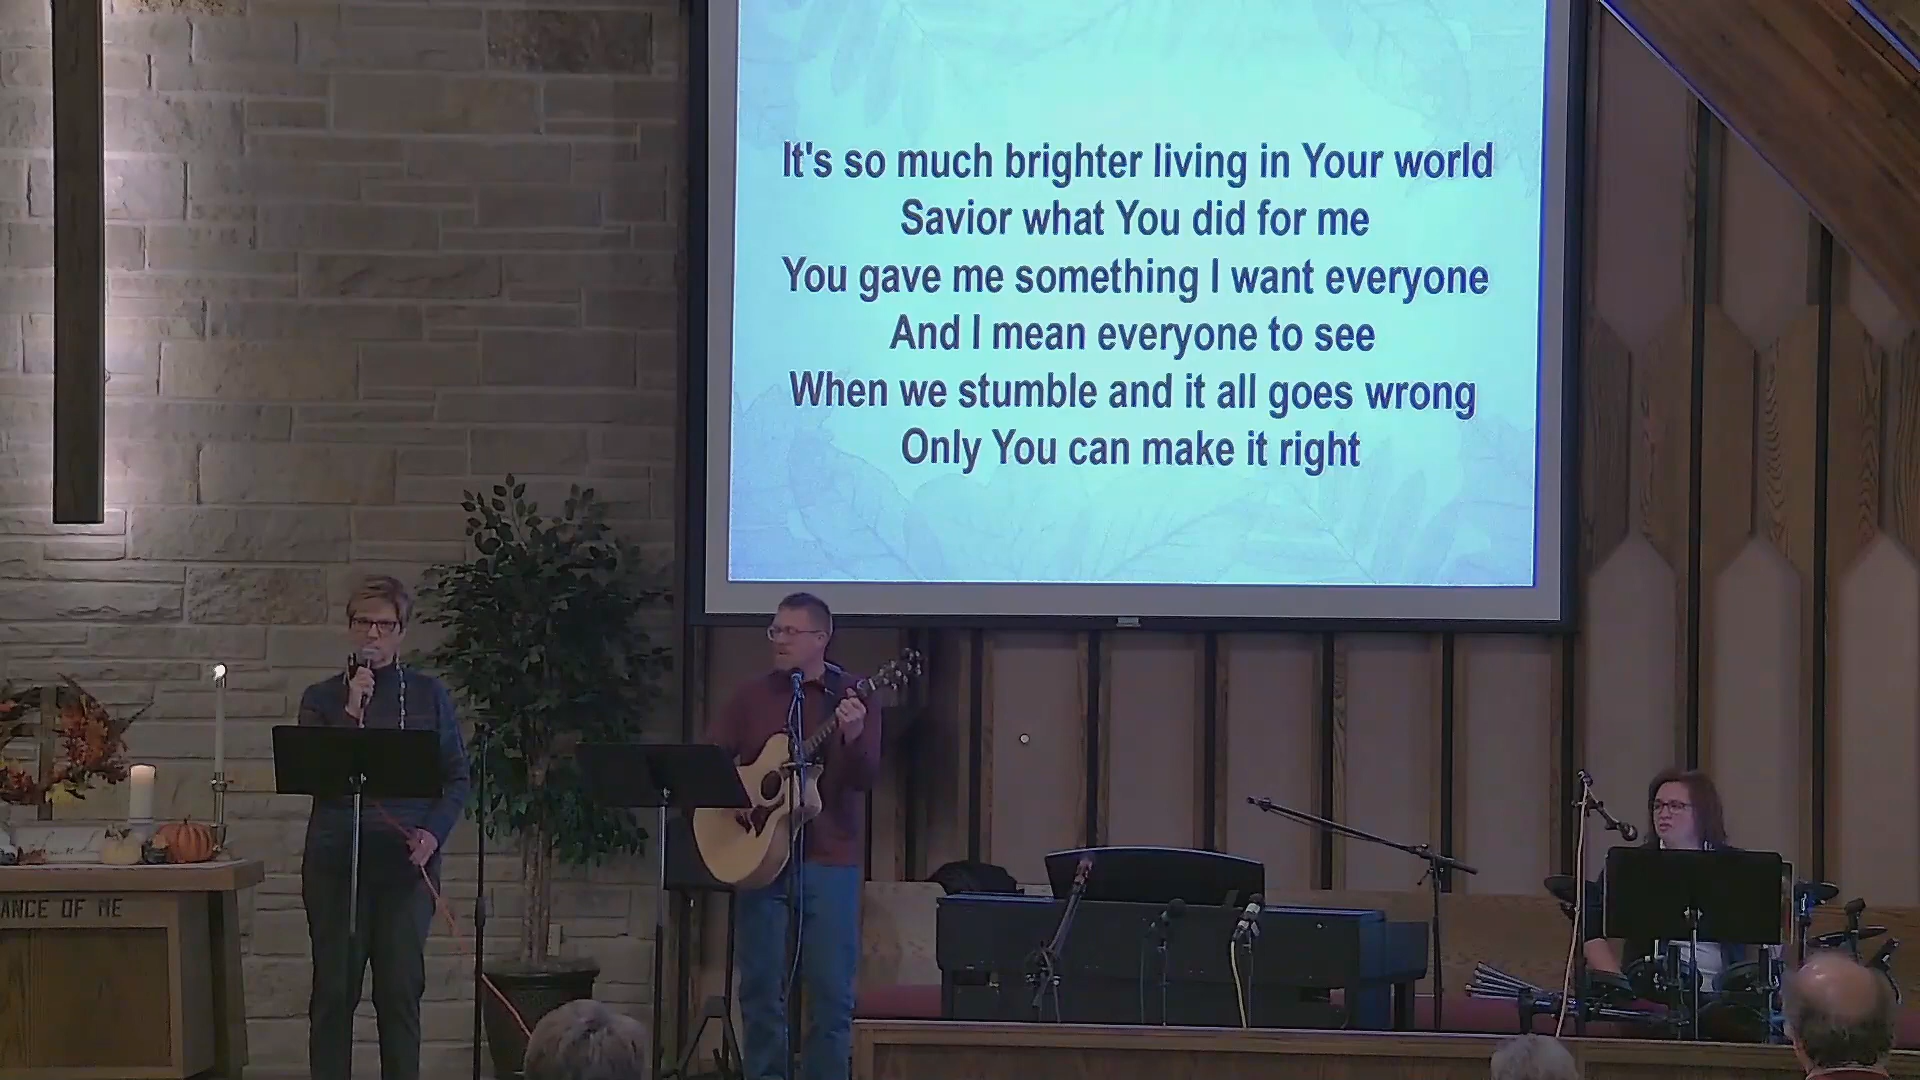 It's so much brighter living in Your world
Savior what You did for me
You gave me something I want everyone
And I mean everyone to see
When we stumble and it all goes wrong
Only You can make it right
ANCE OF ME